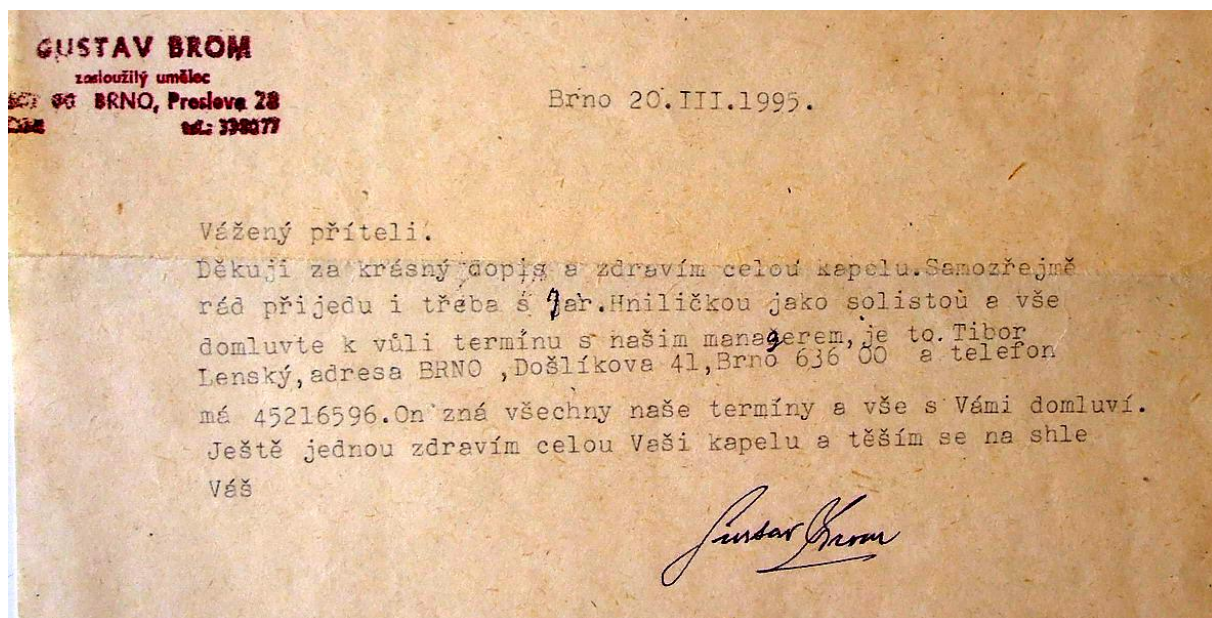 GUSTAV BROM
zasloužilý umělec
BRNO, Preslova 28
tel.: 338077
Brno 20.III.1995.
Vážený příteli.
Děkuji za krásný dopis a zdravím celou kapelu.Samozřejmě
rád přijedu i třeba s Jar.Hniličkou jako solistou a vše
domluvte k vůli termínu s našim managerem,je to.Tibor
Lenský,adresa BRNO ,Došlíkova 41,Brno 636 00 a telefon
má 45216596.On zná všechny naše termíny a vše s Vámi domluví.
Ještě jednou zdravím celou Vaši kapelu a těším se na shle
Váš
Gustav Brom